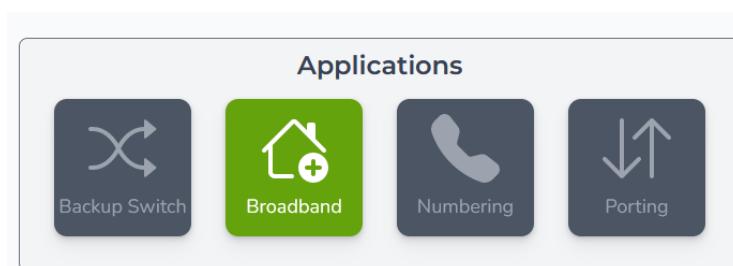 Applications
Backup Switch
Broadband
Numbering
Porting